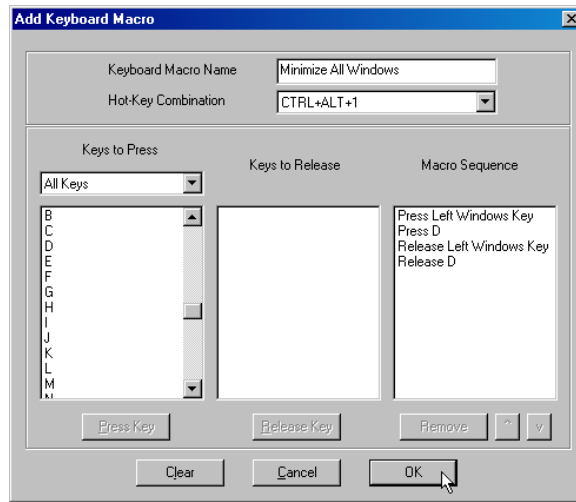 Add Keyboard Macro
Keyboard Macro Name
Minimize All Windows
Hot-Key Combination
CTRL+ALT+1
Keys to Press
Keys to Release
Macro Sequence
All Keys
B
C
D
E
F
G
H
I
J
K
L
M
N
Press Left Windows Key
Press D
Release Left Windows Key
Release D
Press Key
Release Key
Remove
^
v
Clear
Cancel
OK